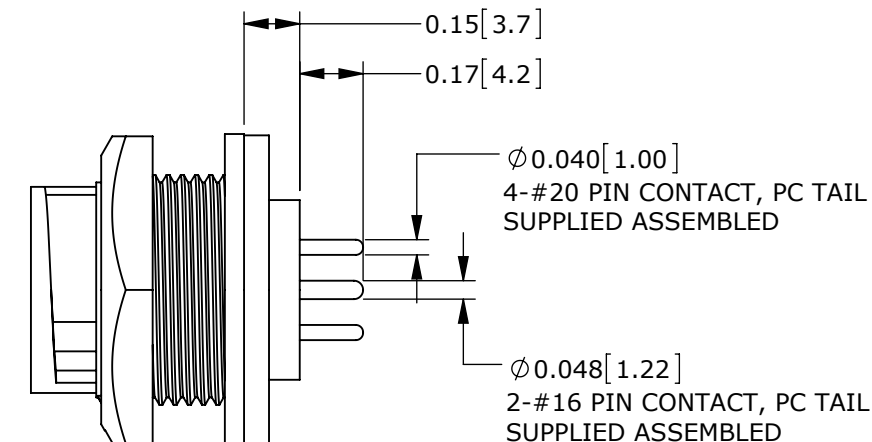 0.15[3.7]
0.17[4.2]
∅0.040[1.00]
4-#20 PIN CONTACT, PC TAIL
SUPPLIED ASSEMBLED
∅0.048[1.22]
2-#16 PIN CONTACT, PC TAIL
SUPPLIED ASSEMBLED